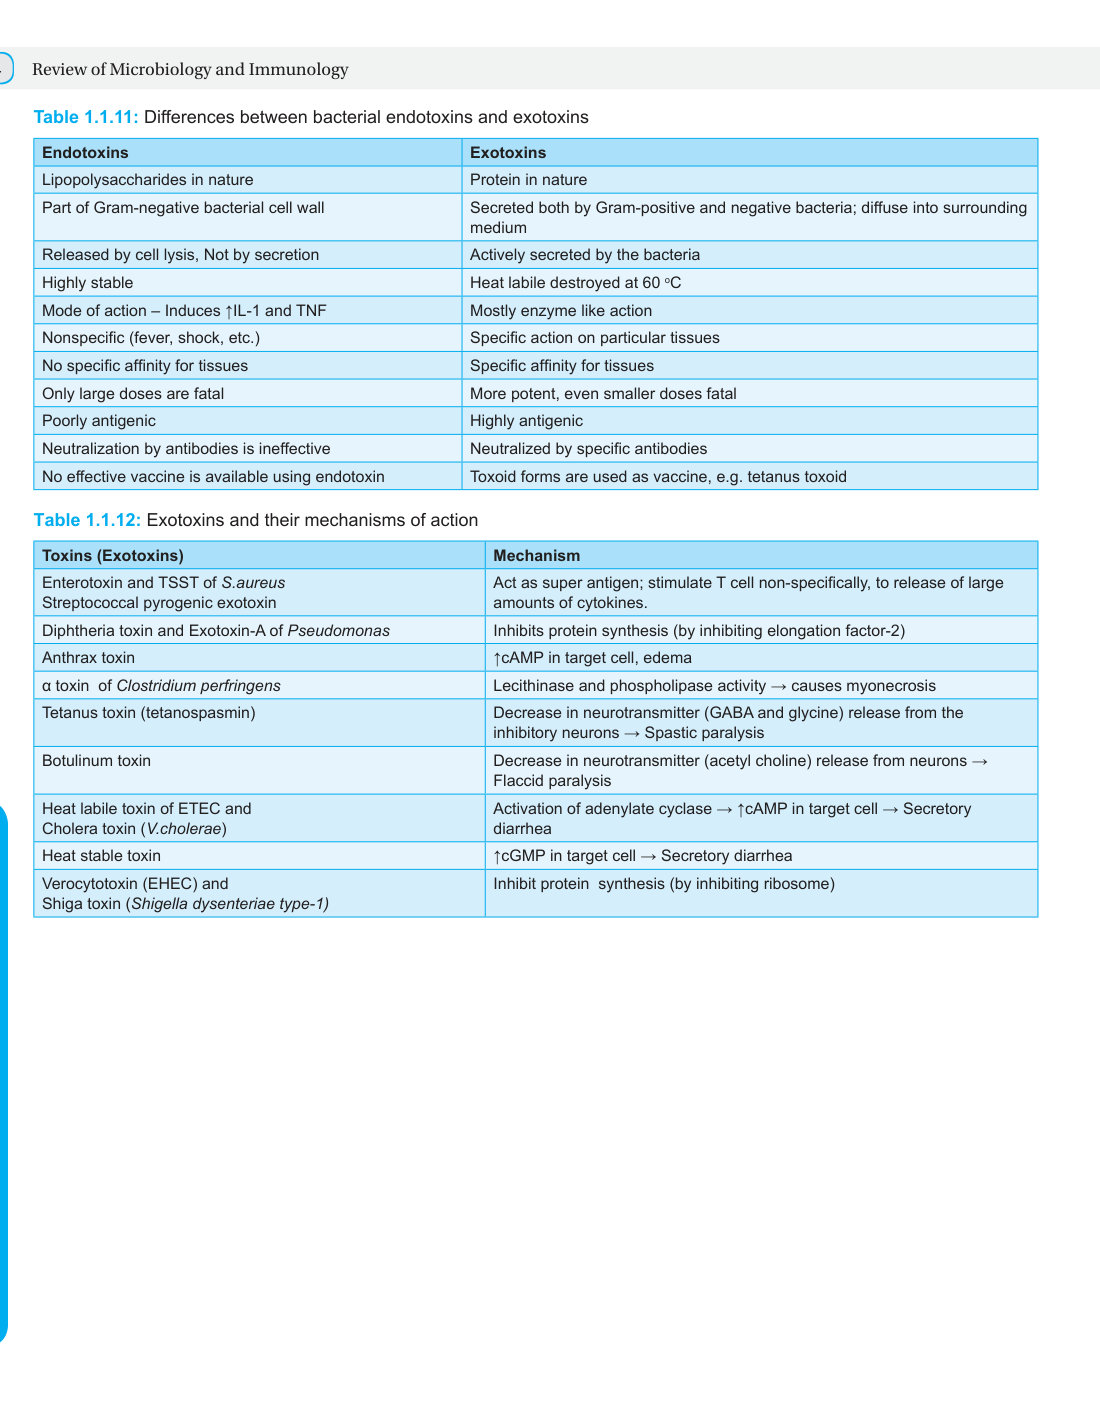 Review of Microbiology and Immunology
Table 1.1.11: Differences between bacterial endotoxins and exotoxins
Endotoxins Exotoxins
Lipopolysaccharides in nature Protein in nature
Part of Gram-negative bacterial cell wall Secreted both by Gram-positive and negative bacteria; diffuse into surrounding
medium
Released by cell lysis, Not by secretion Actively secreted by the bacteria
Highly stable Heat labile destroyed at 60 °C
Mode of action – Induces ↑IL-1 and TNF Mostly enzyme like action
Nonspecific (fever, shock, etc.) Specific action on particular tissues
No specific affinity for tissues Specific affinity for tissues
Only large doses are fatal More potent, even smaller doses fatal
Poorly antigenic Highly antigenic
Neutralization by antibodies is ineffective Neutralized by specific antibodies
No effective vaccine is available using endotoxin Toxoid forms are used as vaccine, e.g. tetanus toxoid
Table 1.1.12: Exotoxins and their mechanisms of action
Toxins (Exotoxins) Mechanism
Enterotoxin and TSST of S.aureus Act as super antigen; stimulate T cell non-specifically, to release of large
Streptococcal pyrogenic exotoxin amounts of cytokines.
Diphtheria toxin and Exotoxin-A of Pseudomonas Inhibits protein synthesis (by inhibiting elongation factor-2)
Anthrax toxin ↑cAMP in target cell, edema
α toxin of Clostridium perfringens Lecithinase and phospholipase activity → causes myonecrosis
Tetanus toxin (tetanospasmin) Decrease in neurotransmitter (GABA and glycine) release from the
inhibitory neurons → Spastic paralysis
Botulinum toxin Decrease in neurotransmitter (acetyl choline) release from neurons →
Flaccid paralysis
Heat labile toxin of ETEC and Activation of adenylate cyclase → ↑cAMP in target cell → Secretory
Cholera toxin (V.cholerae) diarrhea
Heat stable toxin ↑cGMP in target cell → Secretory diarrhea
Verocytotoxin (EHEC) and Inhibit protein synthesis (by inhibiting ribosome)
Shiga toxin (Shigella dysenteriae type-1)